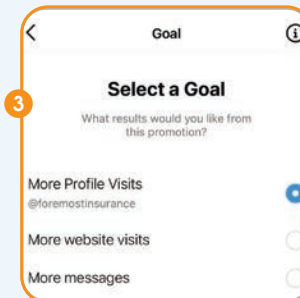 Goal
Select a Goal
What results would you like from
this promotion?
3
More Profile Visits
@foremostinsurance
More website visits
More messages